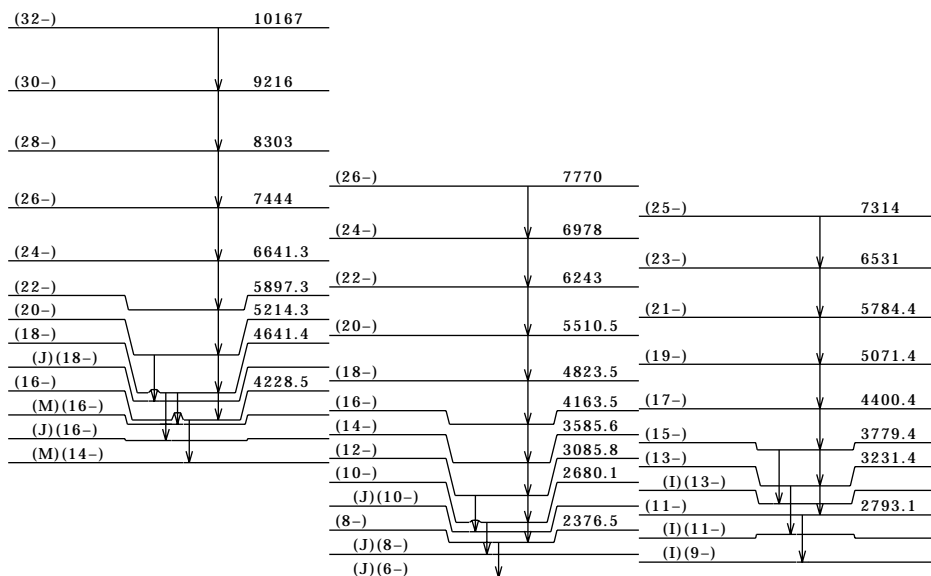 (32-) 10167
(30-) 9216
(28-) 8303
(26-) 7444
(24-) 6641.3
(22-) 5897.3
(20-) 5214.3
(18-) 4641.4
(J)(18-)
(16-) 4228.5
(M)(16-)
(J)(16-)
(M)(14-)
(26-) 7770
(24-) 6978
(22-) 6243
(20-) 5510.5
(18-) 4823.5
(16-) 4163.5
(14-) 3585.6
(12-) 3085.8
(10-) 2680.1
(J)(10-)
(8-) 2376.5
(J)(8-)
(J)(6-)
(25-) 7314
(23-) 6531
(21-) 5784.4
(19-) 5071.4
(17-) 4400.4
(15-) 3779.4
(13-) 3231.4
(I)(13-)
(11-) 2793.1
(I)(11-)
(I)(9-)